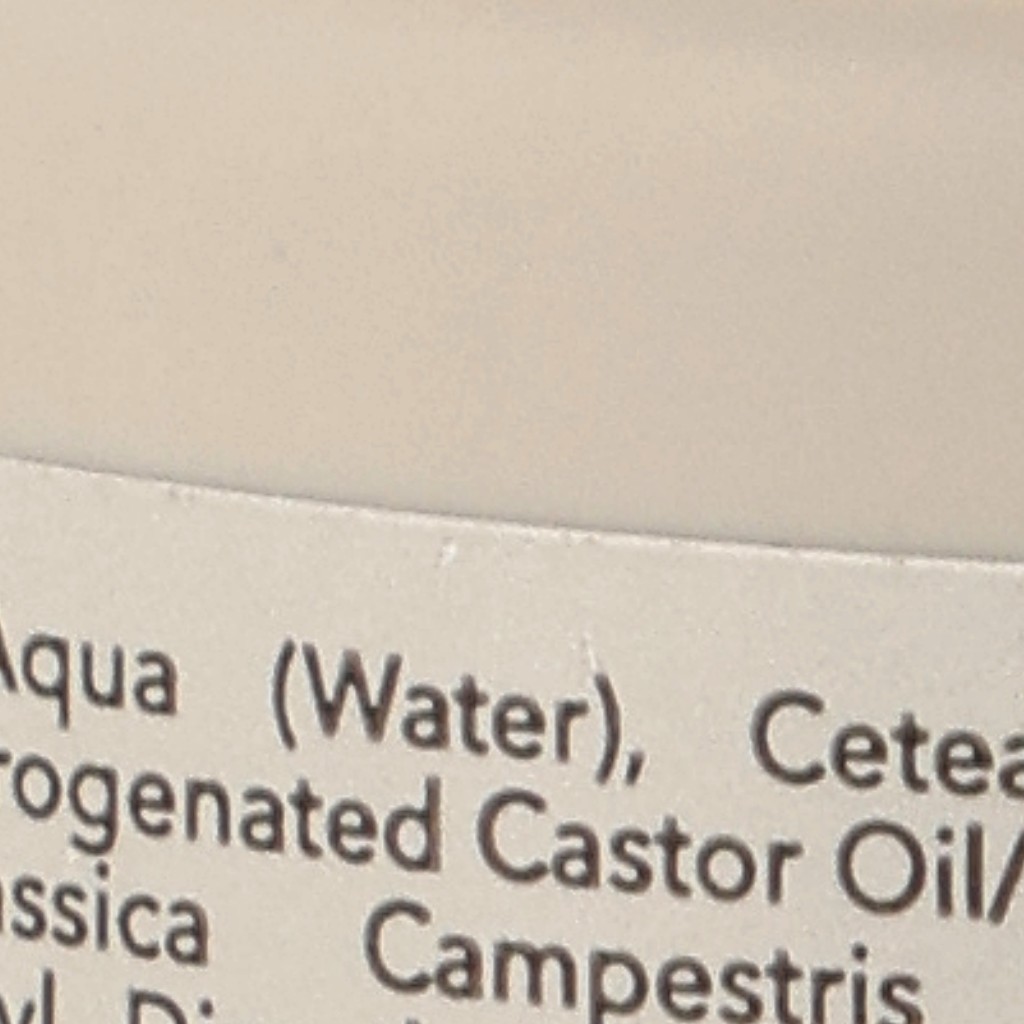 Aqua (Water), Cetea
rogenated Castor Oil/
ssica Campestris